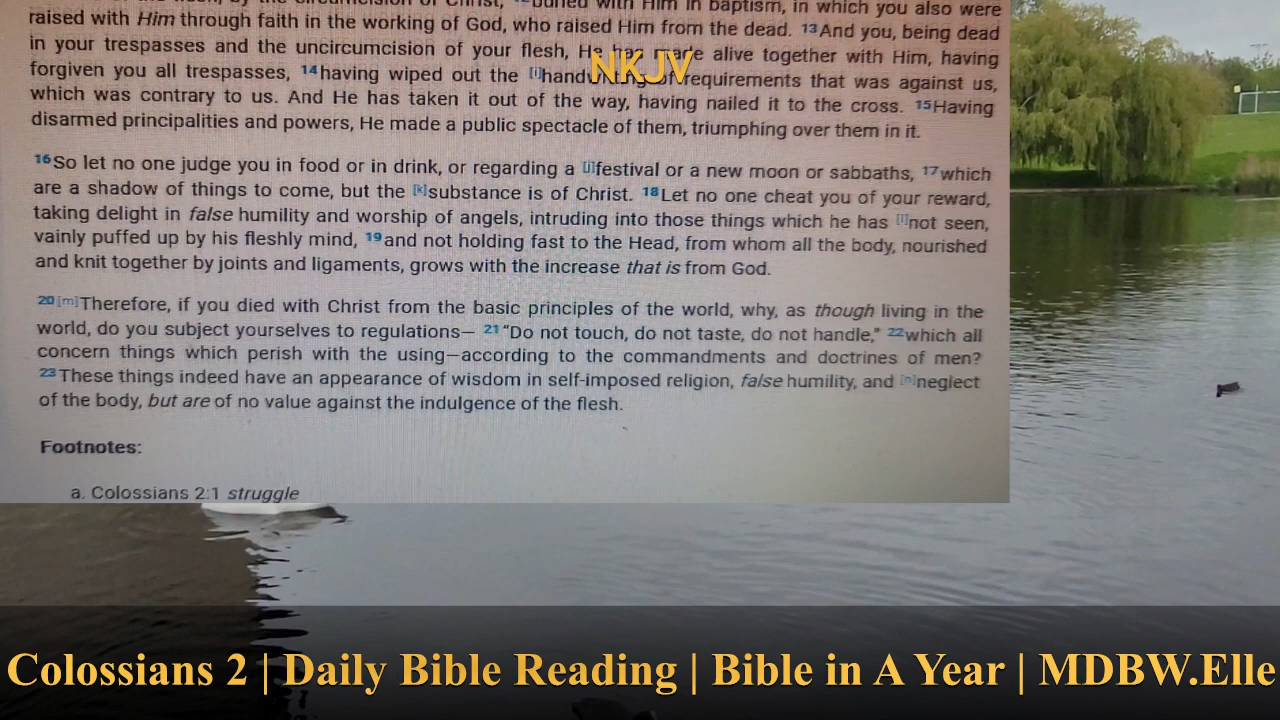 buried with Him in baptism, in which you also were
raised with Him through faith in the working of God, who raised Him from the dead. 13And you, being dead
in your trespasses and the uncircumcision of your flesh, He has made alive together with Him, having
NKJV
forgiven you all trespasses, 14having wiped out the [i]handwriting of requirements that was against us,
which was contrary to us. And He has taken it out of the way, having nailed it to the cross. 15Having
disarmed principalities and powers, He made a public spectacle of them, triumphing over them in it.
16So let no one judge you in food or in drink, or regarding a [j]festival or a new moon or sabbaths, 17which
are a shadow of things to come, but the [k]substance is of Christ. 18Let no one cheat you of your reward,
taking delight in false humility and worship of angels, intruding into those things which he has [l]not seen,
vainly puffed up by his fleshly mind, 19and not holding fast to the Head, from whom all the body, nourished
and knit together by joints and ligaments, grows with the increase that is from God.
20[m]Therefore, if you died with Christ from the basic principles of the world, why, as though living in the
world, do you subject yourselves to regulations— 21"Do not touch, do not taste, do not handle," 22which all
concern things which perish with the using—according to the commandments and doctrines of men?
23These things indeed have an appearance of wisdom in self-imposed religion, false humility, and [n]neglect
of the body, but are of no value against the indulgence of the flesh.
Footnotes:
a. Colossians 2:1 struggle
Colossians 2 | Daily Bible Reading | Bible in A Year | MDBW.Elle